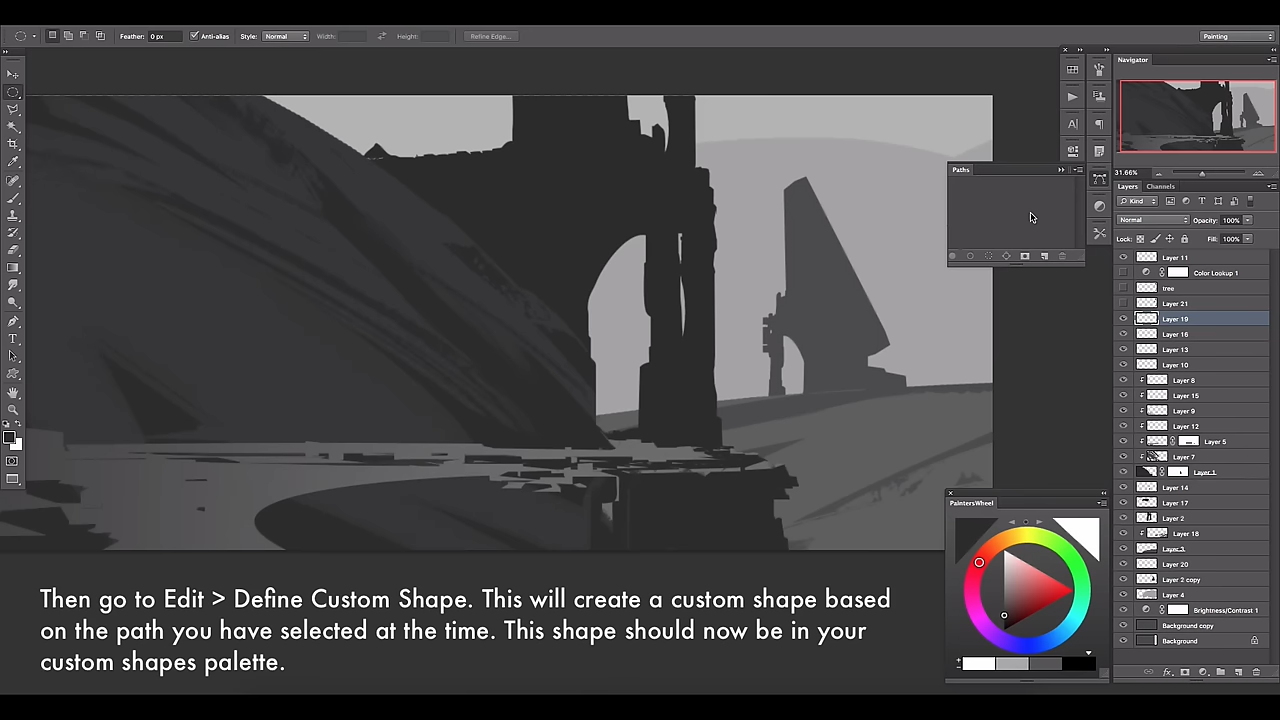 Feather: 0 px Anti-alias Style: Normal Width: Height: Refine Edge... Painting
Navigator
Paths
31.66%
Layers Channels
Kind
Normal Opacity: 100%
Lock: Fill: 100%
Layer 11
Color Lookup 1
tree
Layer 21
Layer 19
Layer 16
Layer 13
Layer 10
Layer 8
Layer 15
Layer 9
Layer 12
Layer 5
Layer 7
Layer 1
Layer 14
Layer 17
Layer 2
Layer 18
Layer 3
Layer 20
Layer 2 copy
Layer 4
Brightness/Contrast 1
Background copy
Background
PaintersWheel
Then go to Edit > Define Custom Shape. This will create a custom shape based
on the path you have selected at the time. This shape should now be in your
custom shapes palette.